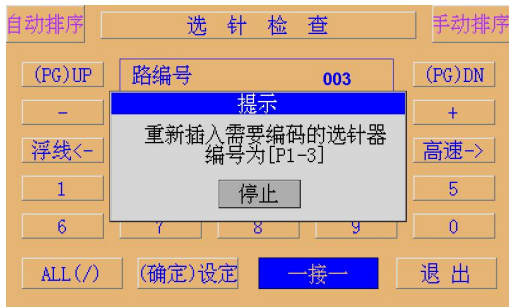 自动排序 选 针 检 查 手动排序
(PG)UP 路编号 003 (PG)DN
提示
- +
重新插入需要编码的选针器
浮线<- 编号为[P1-3] 高速->
1 停止 5
6 7 8 9 0
ALL(/) (确定)设定 一接一 退 出